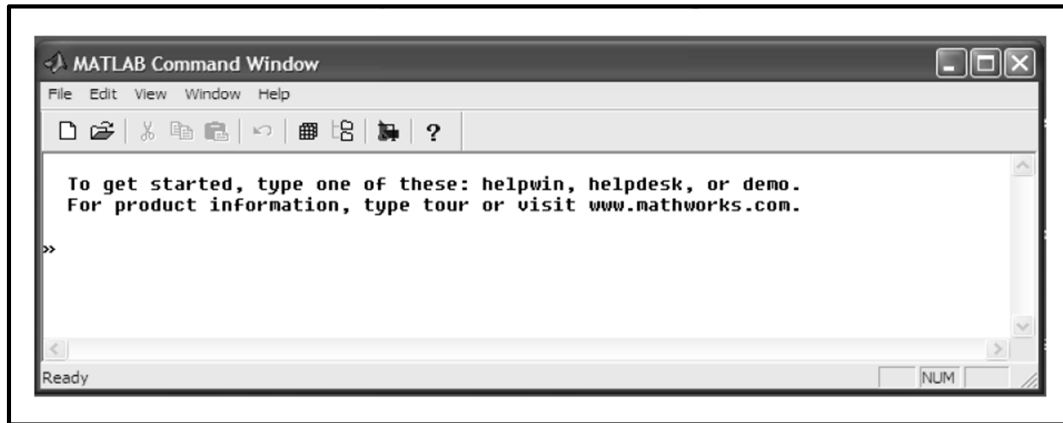 MATLAB Command Window
File Edit View Window Help
?
To get started, type one of these: helpwin, helpdesk, or demo.
For product information, type tour or visit www.mathworks.com.
»
Ready NUM